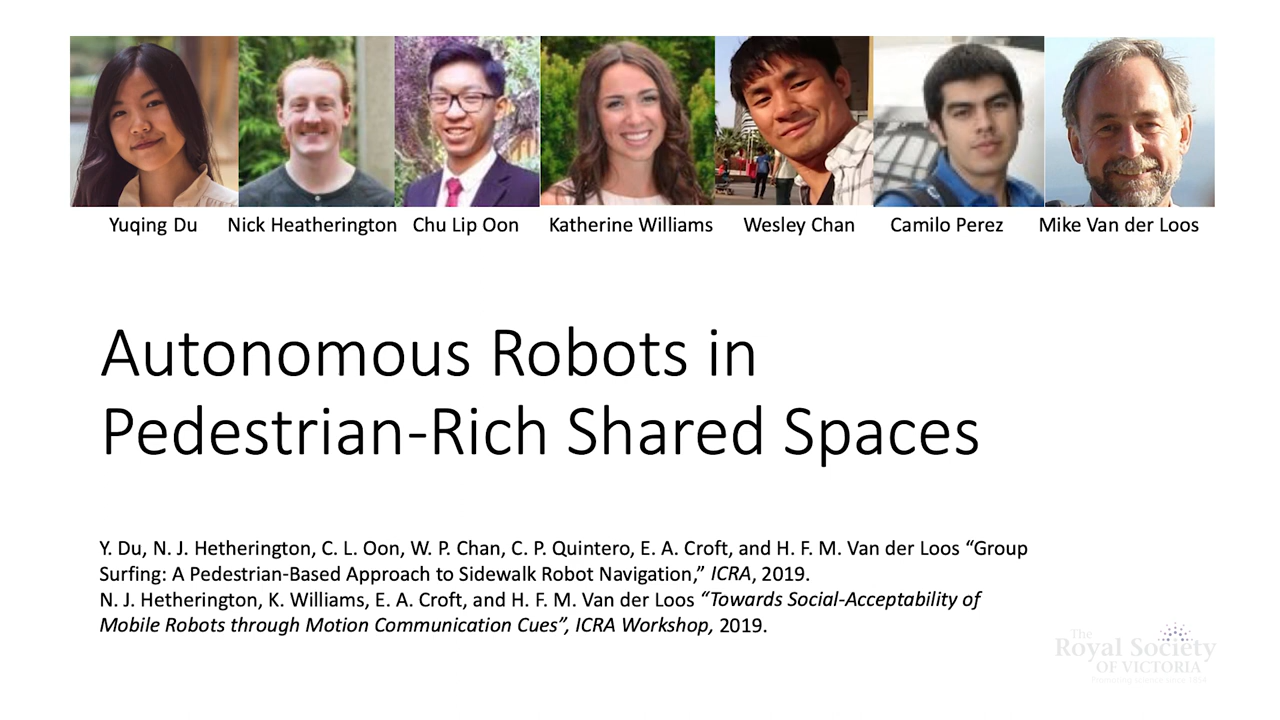 Yuqing Du Nick Heatherington Chu Lip Oon Katherine Williams Wesley Chan Camilo Perez Mike Van der Loos
Autonomous Robots in
Pedestrian-Rich Shared Spaces
Y. Du, N. J. Hetherington, C. L. Oon, W. P. Chan, C. P. Quintero, E. A. Croft, and H. F. M. Van der Loos “Group
Surfing: A Pedestrian-Based Approach to Sidewalk Robot Navigation,” ICRA, 2019.
N. J. Hetherington, K. Williams, E. A. Croft, and H. F. M. Van der Loos “Towards Social-Acceptability of
Mobile Robots through Motion Communication Cues”, ICRA Workshop, 2019.
The
Royal Society
OF VICTORIA